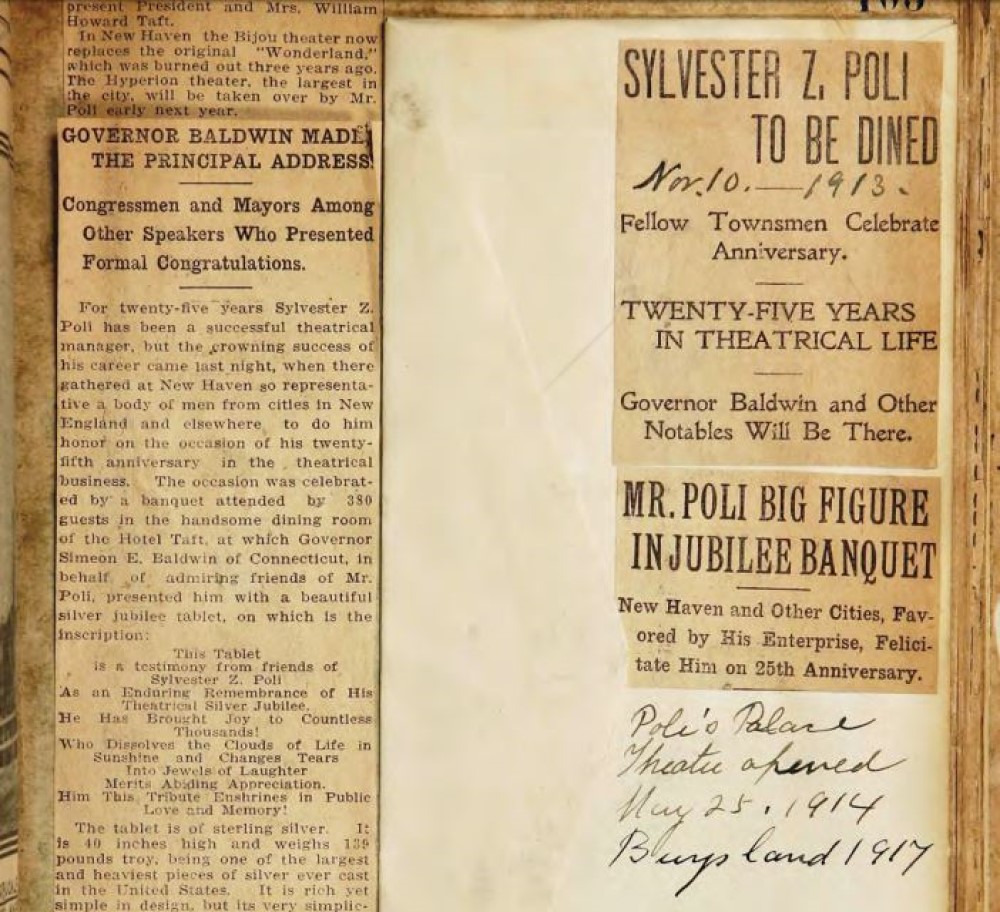 present President and Mrs. William
Howard Taft.
In New Haven the Bijou theater now
replaces the original "Wonderland,"
which was burned out three years ago.
The Hyperion theater, the largest in
the city, will be taken over by Mr.
Poli early next year.
GOVERNOR BALDWIN MADE
THE PRINCIPAL ADDRESS
Congressmen and Mayors Among
Other Speakers Who Presented
Formal Congratulations.
For twenty-five years Sylvester Z.
Poli has been a successful theatrical
manager, but the crowning success of
his career came last night, when there
gathered at New Haven so representa-
tive a body of men from cities in New
England and elsewhere to do him
honor on the occasion of his twenty-
fifth anniversary in the theatrical
business. The occasion was celebrat-
ed by a banquet attended by 380
guests in the handsome dining room
of the Hotel Taft, at which Governor
Simeon E. Baldwin of Connecticut, in
behalf of admiring friends of Mr.
Poli, presented him with a beautiful
silver jubilee tablet, on which is the
inscription:
This Tablet
is a testimony from friends of
Sylvester Z. Poli
As an Enduring Remembrance of His
Theatrical Silver Jubilee.
He Has Brought Joy to Countless
Thousands!
Who Dissolves the Clouds of Life in
Sunshine and Changes Tears
Into Jewels of Laughter
Merits Abiding Appreciation.
Him This Tribute Enshrines in Public
Love and Memory!
The tablet is of sterling silver. It
is 40 inches high and weighs 139
pounds troy, being one of the largest
and heaviest pieces of silver ever cast
in the United States. It is rich yet
simple in design, but its very simplic-
SYLVESTER Z. POLI
TO BE DINED
Nov. 10. — 1913.
Fellow Townsmen Celebrate
Anniversary.
TWENTY-FIVE YEARS
IN THEATRICAL LIFE
Governor Baldwin and Other
Notables Will Be There.
MR. POLI BIG FIGURE
IN JUBILEE BANQUET
New Haven and Other Cities, Fav-
ored by His Enterprise, Felici-
tate Him on 25th Anniversary.
Poli's Palace
Theatre opened
May 25. 1914
Buys land 1917